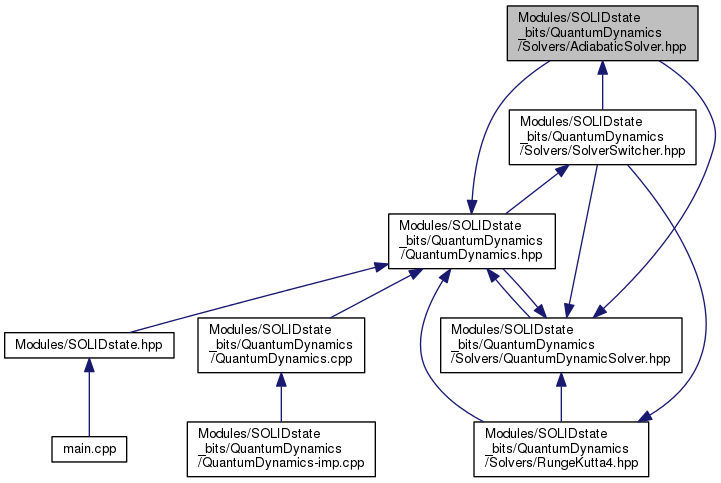 Modules/SOLIDstate
_bits/QuantumDynamics
/Solvers/AdiabaticSolver.hpp
Modules/SOLIDstate
_bits/QuantumDynamics
/Solvers/SolverSwitcher.hpp
Modules/SOLIDstate
_bits/QuantumDynamics
/QuantumDynamics.hpp
Modules/SOLIDstate.hpp
Modules/SOLIDstate
_bits/QuantumDynamics
/QuantumDynamics.cpp
Modules/SOLIDstate
_bits/QuantumDynamics
/Solvers/QuantumDynamicSolver.hpp
main.cpp
Modules/SOLIDstate
_bits/QuantumDynamics
/QuantumDynamics-imp.cpp
Modules/SOLIDstate
_bits/QuantumDynamics
/Solvers/RungeKutta4.hpp